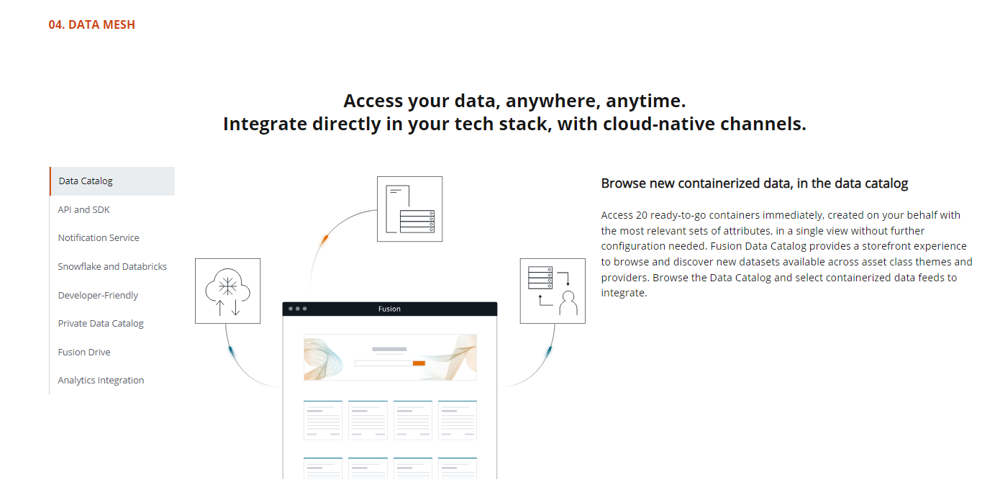 04. DATA MESH
Access your data, anywhere, anytime.
Integrate directly in your tech stack, with cloud-native channels.
Data Catalog
API and SDK
Notification Service
Snowflake and Databricks
Developer-Friendly
Private Data Catalog
Fusion Drive
Analytics Integration
Fusion
Browse new containerized data, in the data catalog
Access 20 ready-to-go containers immediately, created on your behalf with
the most relevant sets of attributes, in a single view without further
configuration needed. Fusion Data Catalog provides a storefront experience
to browse and discover new datasets available across asset class themes and
providers. Browse the Data Catalog and select containerized data feeds to
integrate.